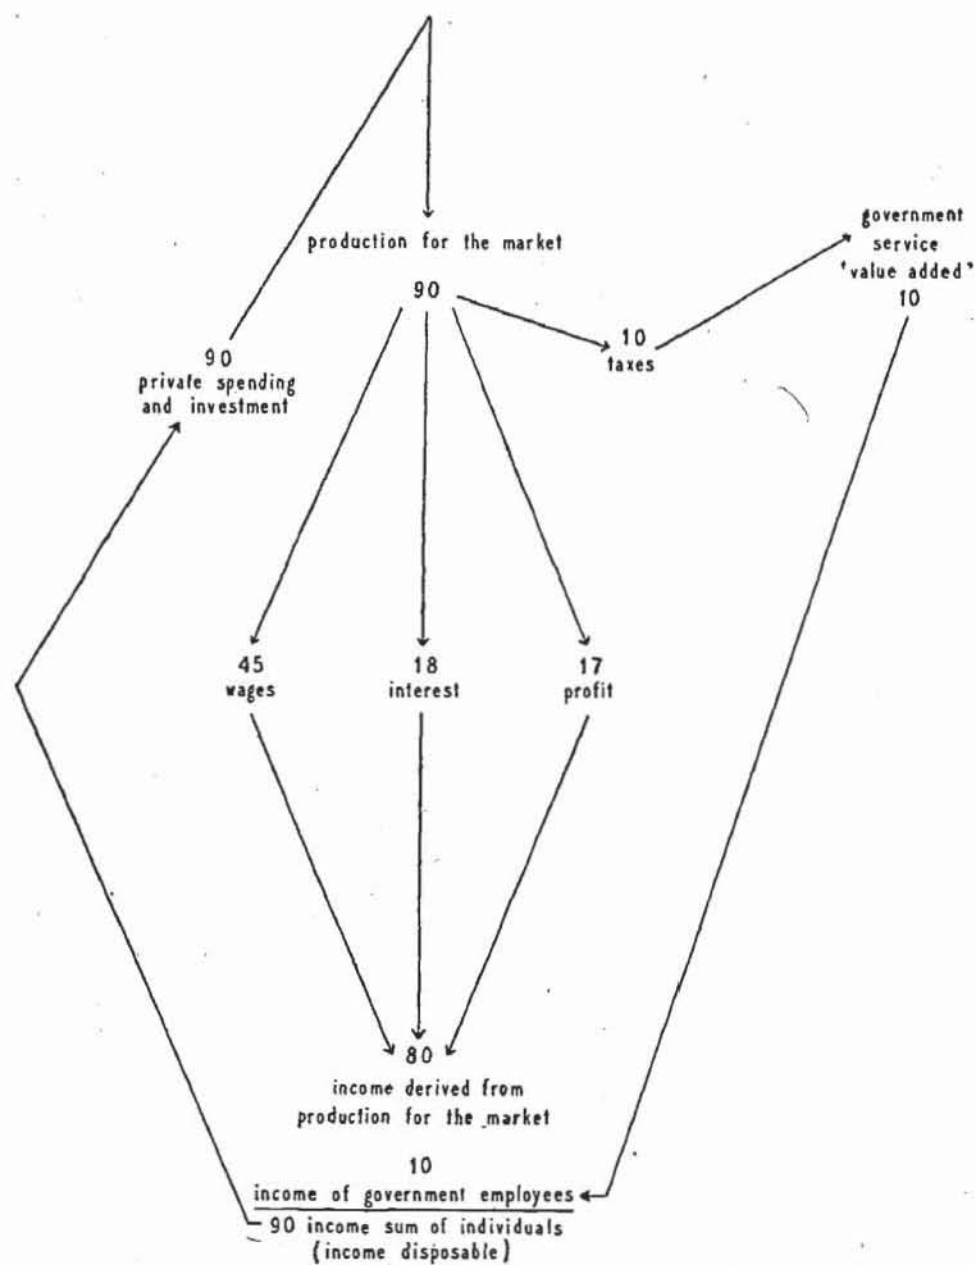 production for the market
90
government
service
'value added'
10
10
taxes
90
private spending
and investment
45
wages
18
interest
17
profit
80
income derived from
production for the market
10
income of government employees
90 income sum of individuals
(income disposable)